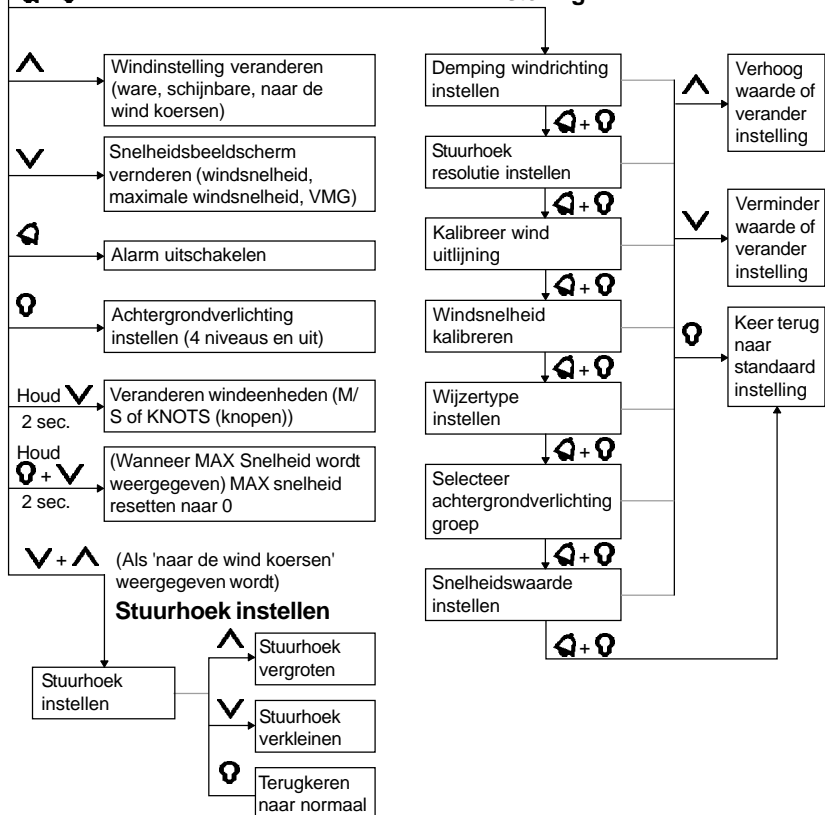 Windinstelling veranderen
(ware, schijnbare, naar de
wind koersen)
Snelheidsbeeldscherm
vernderen (windsnelheid,
maximale windsnelheid, VMG)
Alarm uitschakelen
Achtergrondverlichting
instellen (4 niveaus en uit)
Houd
2 sec.
Veranderen windeenheden (M/
S of KNOTS (knopen))
Houd
+
2 sec.
(Wanneer MAX Snelheid wordt
weergegeven) MAX snelheid
resetten naar 0
+
(Als 'naar de wind koersen'
weergegeven wordt)
Stuurhoek instellen
Stuurhoek
instellen
Stuurhoek
vergroten
Stuurhoek
verkleinen
Terugkeren
naar normaal
Demping windrichting
instellen
+
Stuurhoek
resolutie instellen
+
Kalibreer wind
uitlijning
+
Windsnelheid
kalibreren
+
Wijzertype
instellen
+
Selecteer
achtergrondverlichting
groep
+
Snelheidswaarde
instellen
+
Verhoog
waarde of
verander
instelling
Verminder
waarde of
verander
instelling
Keer terug
naar
standaard
instelling